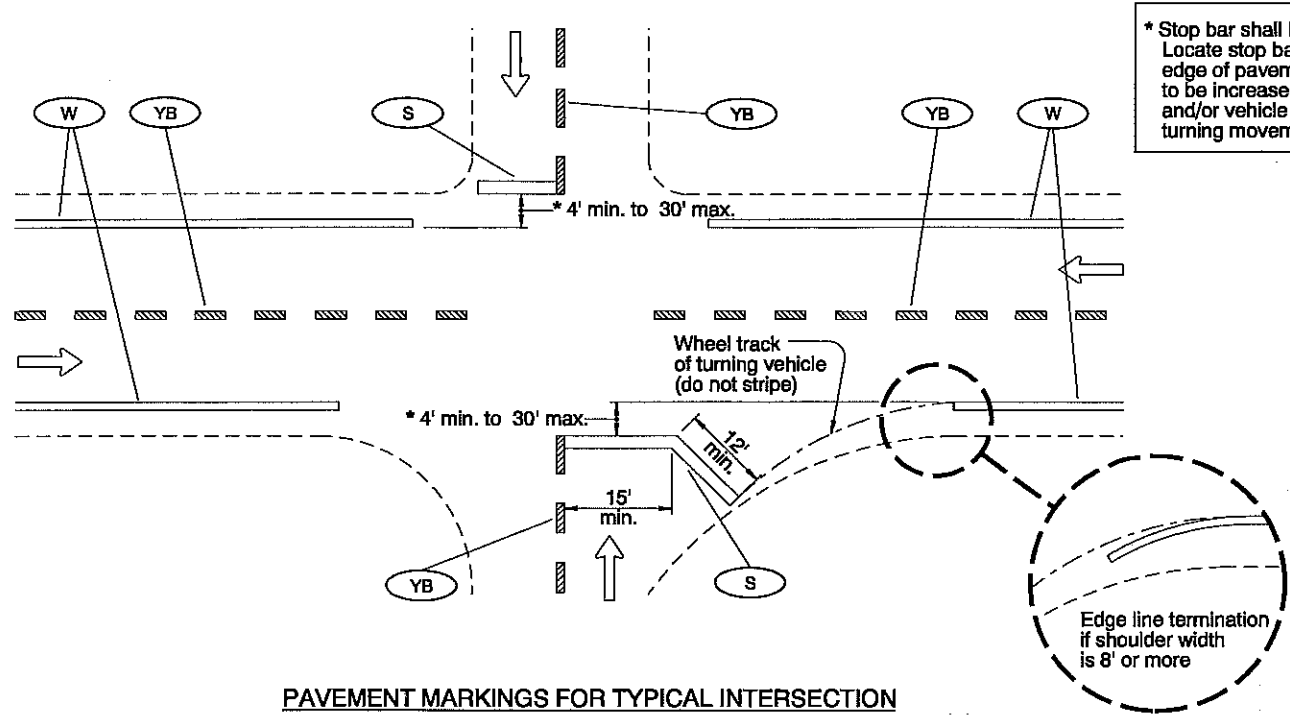 * Stop bar shall
Locate stop ba
edge of pavem
to be increase
and/or vehicle
turning movem
W
YB
S
YB
YB
W
* 4' min. to 30' max.
Wheel track
of turning vehicle
(do not stripe)
* 4' min. to 30' max.
12'
min.
15'
min.
YB
S
Edge line termination
if shoulder width
is 8' or more
PAVEMENT MARKINGS FOR TYPICAL INTERSECTION